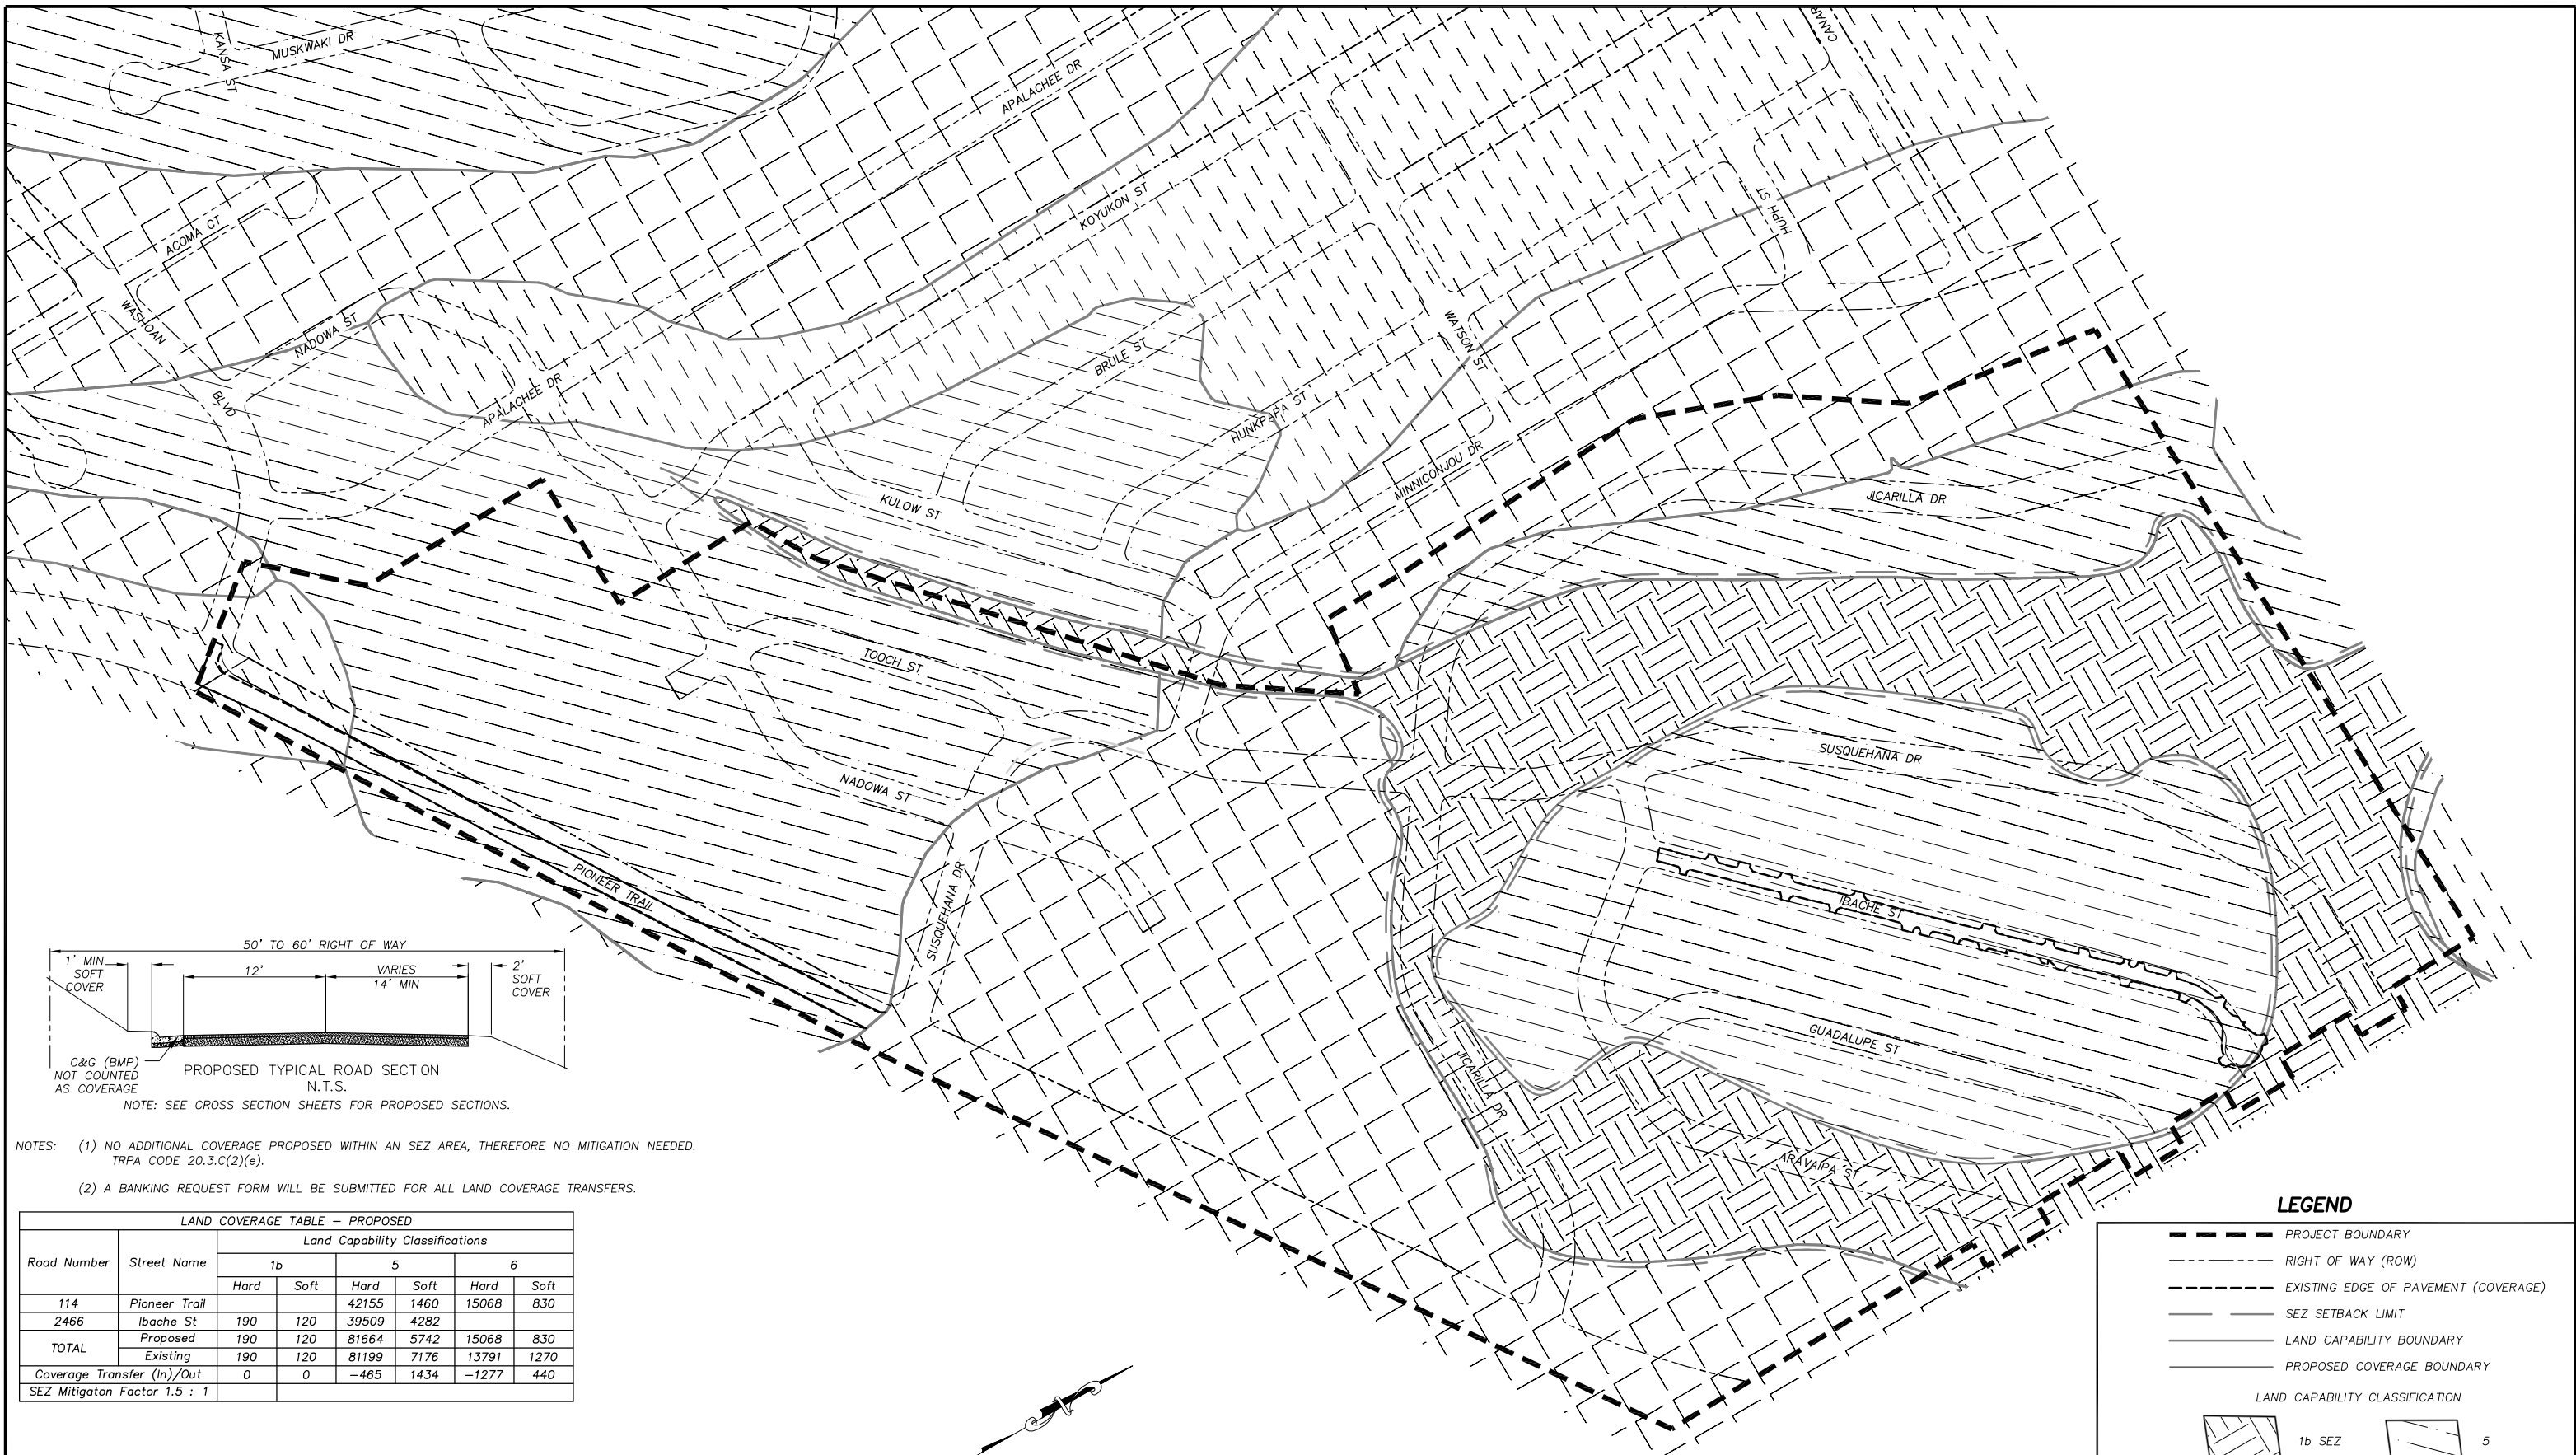 KANSA ST
MUSKWAKI DR
APALACHEE DR
ACOMA CT
KOYUKON ST
HUPH ST
WASHOAN
BLVD
NADOWA ST
APALACHEE DR
BRULE ST
WATSON ST
HUNKPAPA ST
MINNICONJOU DR
KULOW ST
JICARILLA DR
TOOCH ST
NADOWA ST
SUSQUEHANA DR
PIONEER TRAIL
SUSQUEHANA DR
IBACHE ST
GUADALUPE ST
JICARILLA DR
ARAVAIPA ST
50' TO 60' RIGHT OF WAY
1' MIN
SOFT
COVER
12'
VARIES
14' MIN
2'
SOFT
COVER
C&G (BMP)
NOT COUNTED
AS COVERAGE
PROPOSED TYPICAL ROAD SECTION
N.T.S.
NOTE: SEE CROSS SECTION SHEETS FOR PROPOSED SECTIONS.
NOTES: (1) NO ADDITIONAL COVERAGE PROPOSED WITHIN AN SEZ AREA, THEREFORE NO MITIGATION NEEDED.
TRPA CODE 20.3.C(2)(e).
(2) A BANKING REQUEST FORM WILL BE SUBMITTED FOR ALL LAND COVERAGE TRANSFERS.
LAND COVERAGE TABLE – PROPOSED
Road Number Street Name Land Capability Classifications
1b 5 6
Hard Soft Hard Soft Hard Soft
114 Pioneer Trail 42155 1460 15068 830
2466 Ibache St 190 120 39509 4282
TOTAL Proposed 190 120 81664 5742 15068 830
Existing 190 120 81199 7176 13791 1270
Coverage Transfer (In)/Out 0 0 –465 1434 –1277 440
SEZ Mitigaton Factor 1.5 : 1
LEGEND
PROJECT BOUNDARY
RIGHT OF WAY (ROW)
EXISTING EDGE OF PAVEMENT (COVERAGE)
SEZ SETBACK LIMIT
LAND CAPABILITY BOUNDARY
PROPOSED COVERAGE BOUNDARY
LAND CAPABILITY CLASSIFICATION
1b SEZ
5